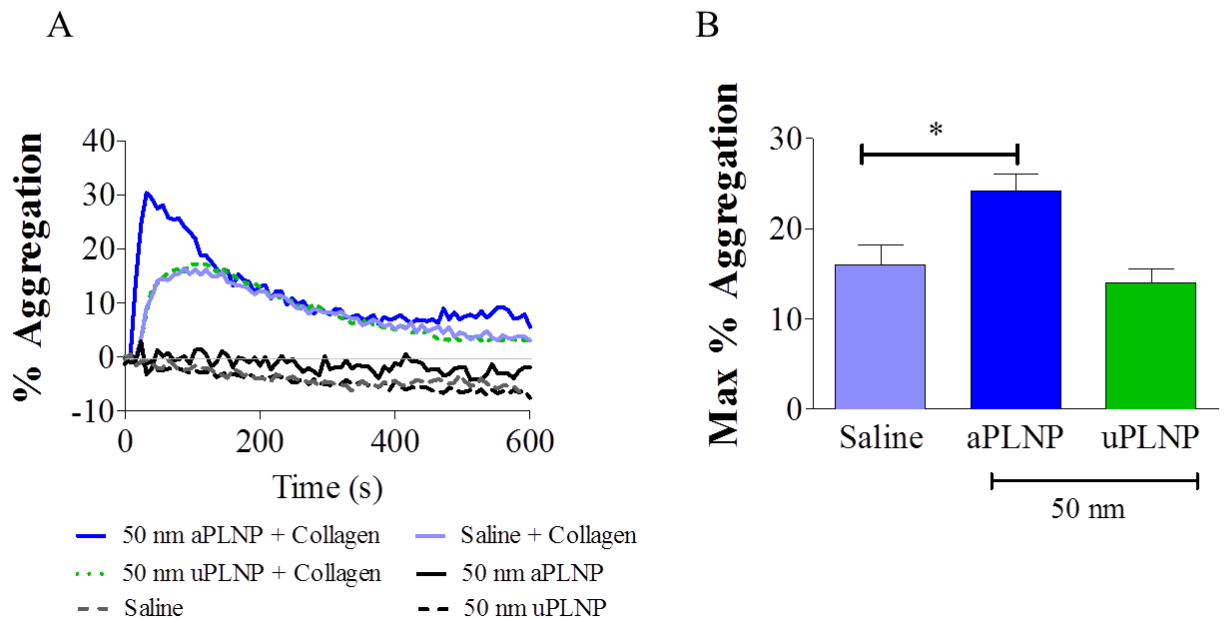 A
% Aggregation
40
30
20
10
0
-10
0 200 400 600
Time (s)
50 nm aPLNP + Collagen
Saline + Collagen
50 nm uPLNP + Collagen
50 nm aPLNP
Saline
50 nm uPLNP
B
Max % Aggregation
30
20
10
0
*
Saline aPLNP uPLNP
50 nm